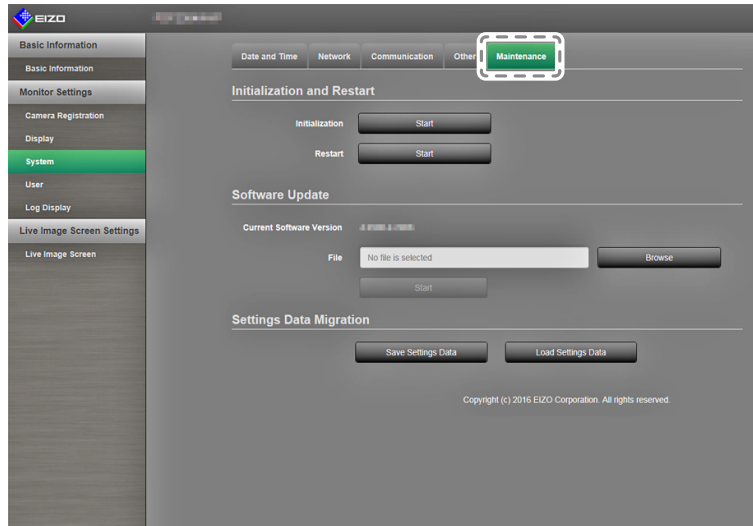 EIZO
Basic Information
Basic Information
Monitor Settings
Camera Registration
Display
System
User
Log Display
Live Image Screen Settings
Live Image Screen
Date and Time Network Communication Other Maintenance
Initialization and Restart
Initialization Start
Restart Start
Software Update
Current Software Version
File No file is selected Browse
Start
Settings Data Migration
Save Settings Data Load Settings Data
Copyright (c) 2016 EIZO Corporation. All rights reserved.